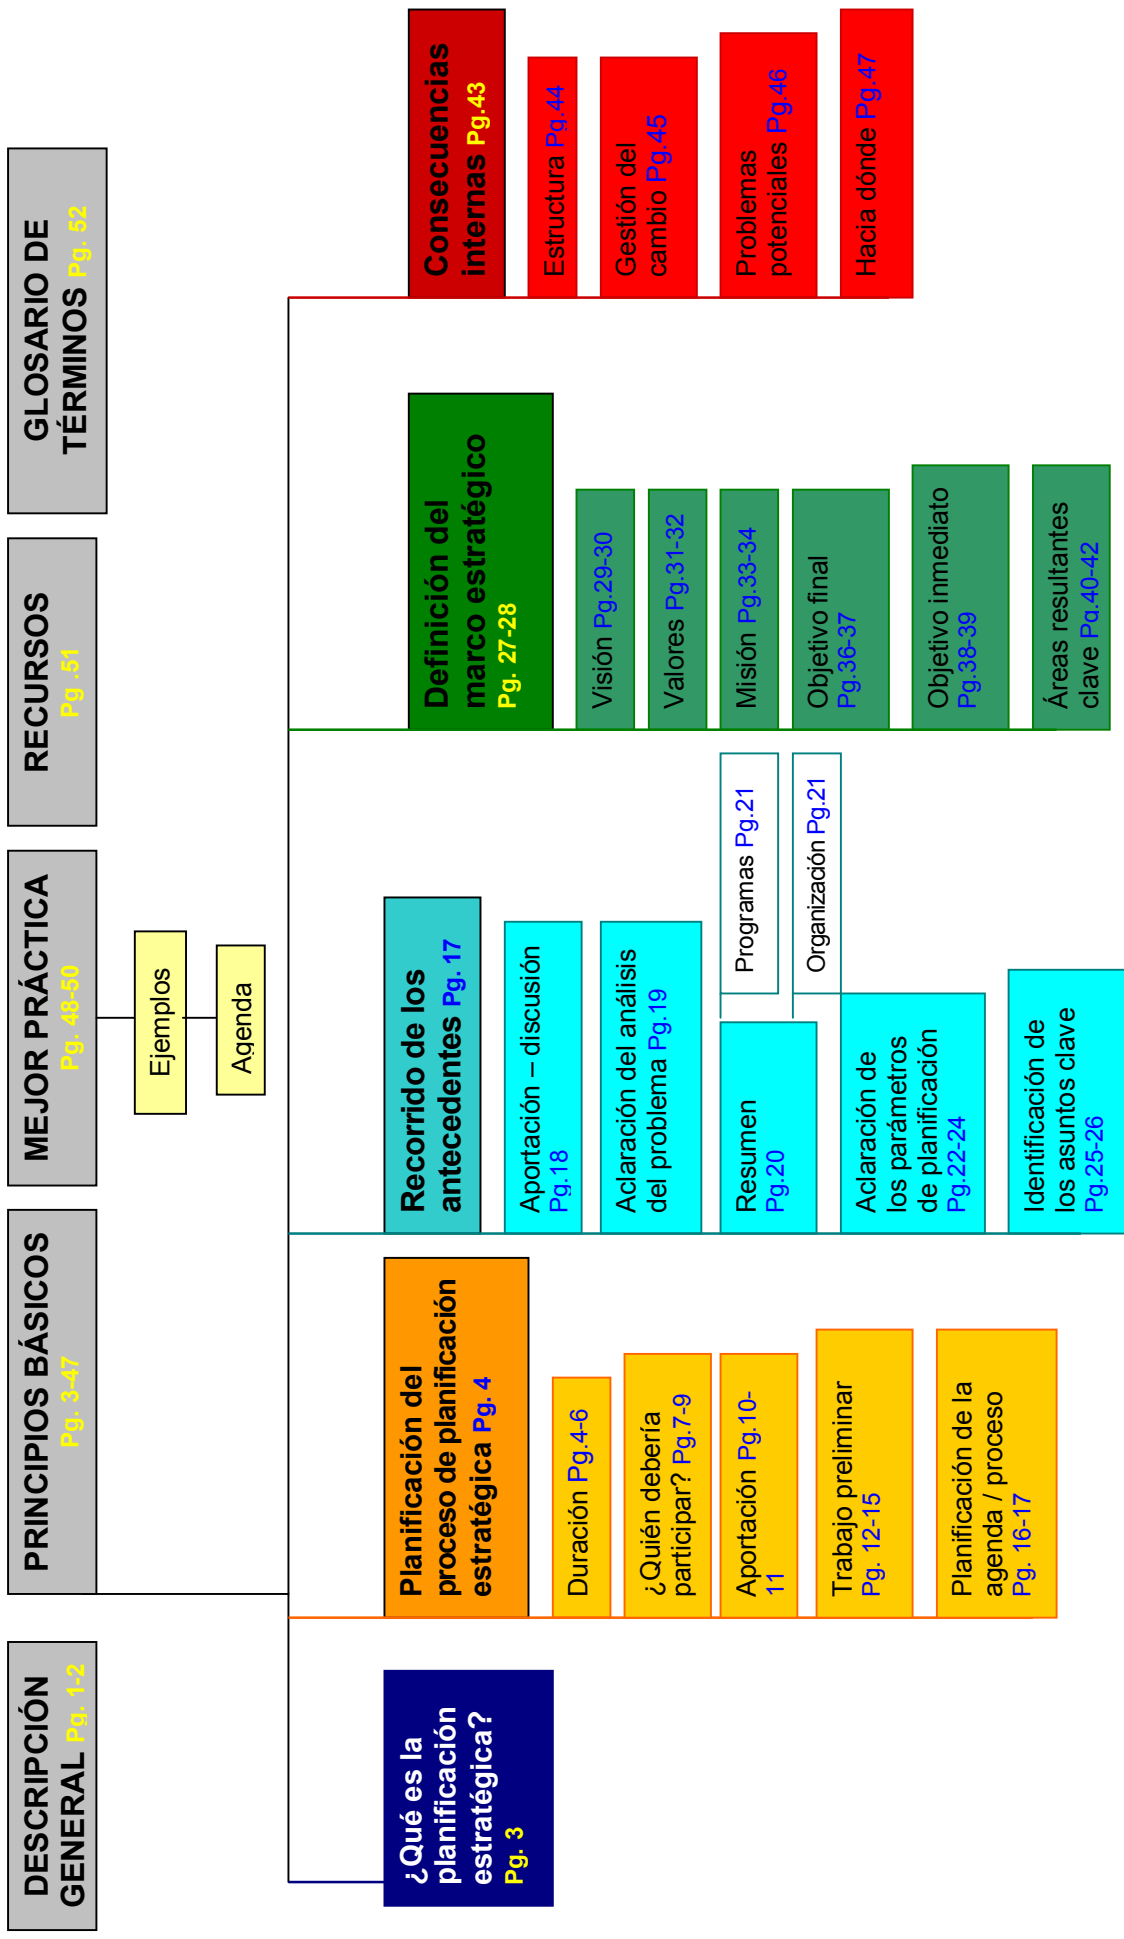 DESCRIPCIÓN
GENERAL Pg. 1-2
PRINCIPIOS BÁSICOS
Pg. 3-47
MEJOR PRÁCTICA
Pg. 48-50
RECURSOS
Pg .51
GLOSARIO DE
TÉRMINOS Pg. 52
Ejemplos
Agenda
¿Qué es la
planificación
estratégica?
Pg. 3
Planificación del
proceso de planificación
estratégica Pg. 4
Duración Pg.4-6
¿Quién debería
participar? Pg.7-9
Aportación Pg.10-
11
Trabajo preliminar
Pg. 12-15
Planificación de la
agenda / proceso
Pg. 16-17
Recorrido de los
antecedentes Pg. 17
Aportación – discusión
Pg.18
Aclaración del análisis
del problema Pg.19
Resumen
Pg.20
Programas Pg.21
Organización Pg.21
Aclaración de
los parámetros
de planificación
Pg.22-24
Identificación de
los asuntos clave
Pg.25-26
Definición del
marco estratégico
Pg. 27-28
Visión Pg.29-30
Valores Pg.31-32
Misión Pg.33-34
Objetivo final
Pg.36-37
Objetivo inmediato
Pg.38-39
Áreas resultantes
clave Pg.40-42
Consecuencias
internas Pg.43
Estructura Pg.44
Gestión del
cambio Pg.45
Problemas
potenciales Pg.46
Hacia dónde Pg.47